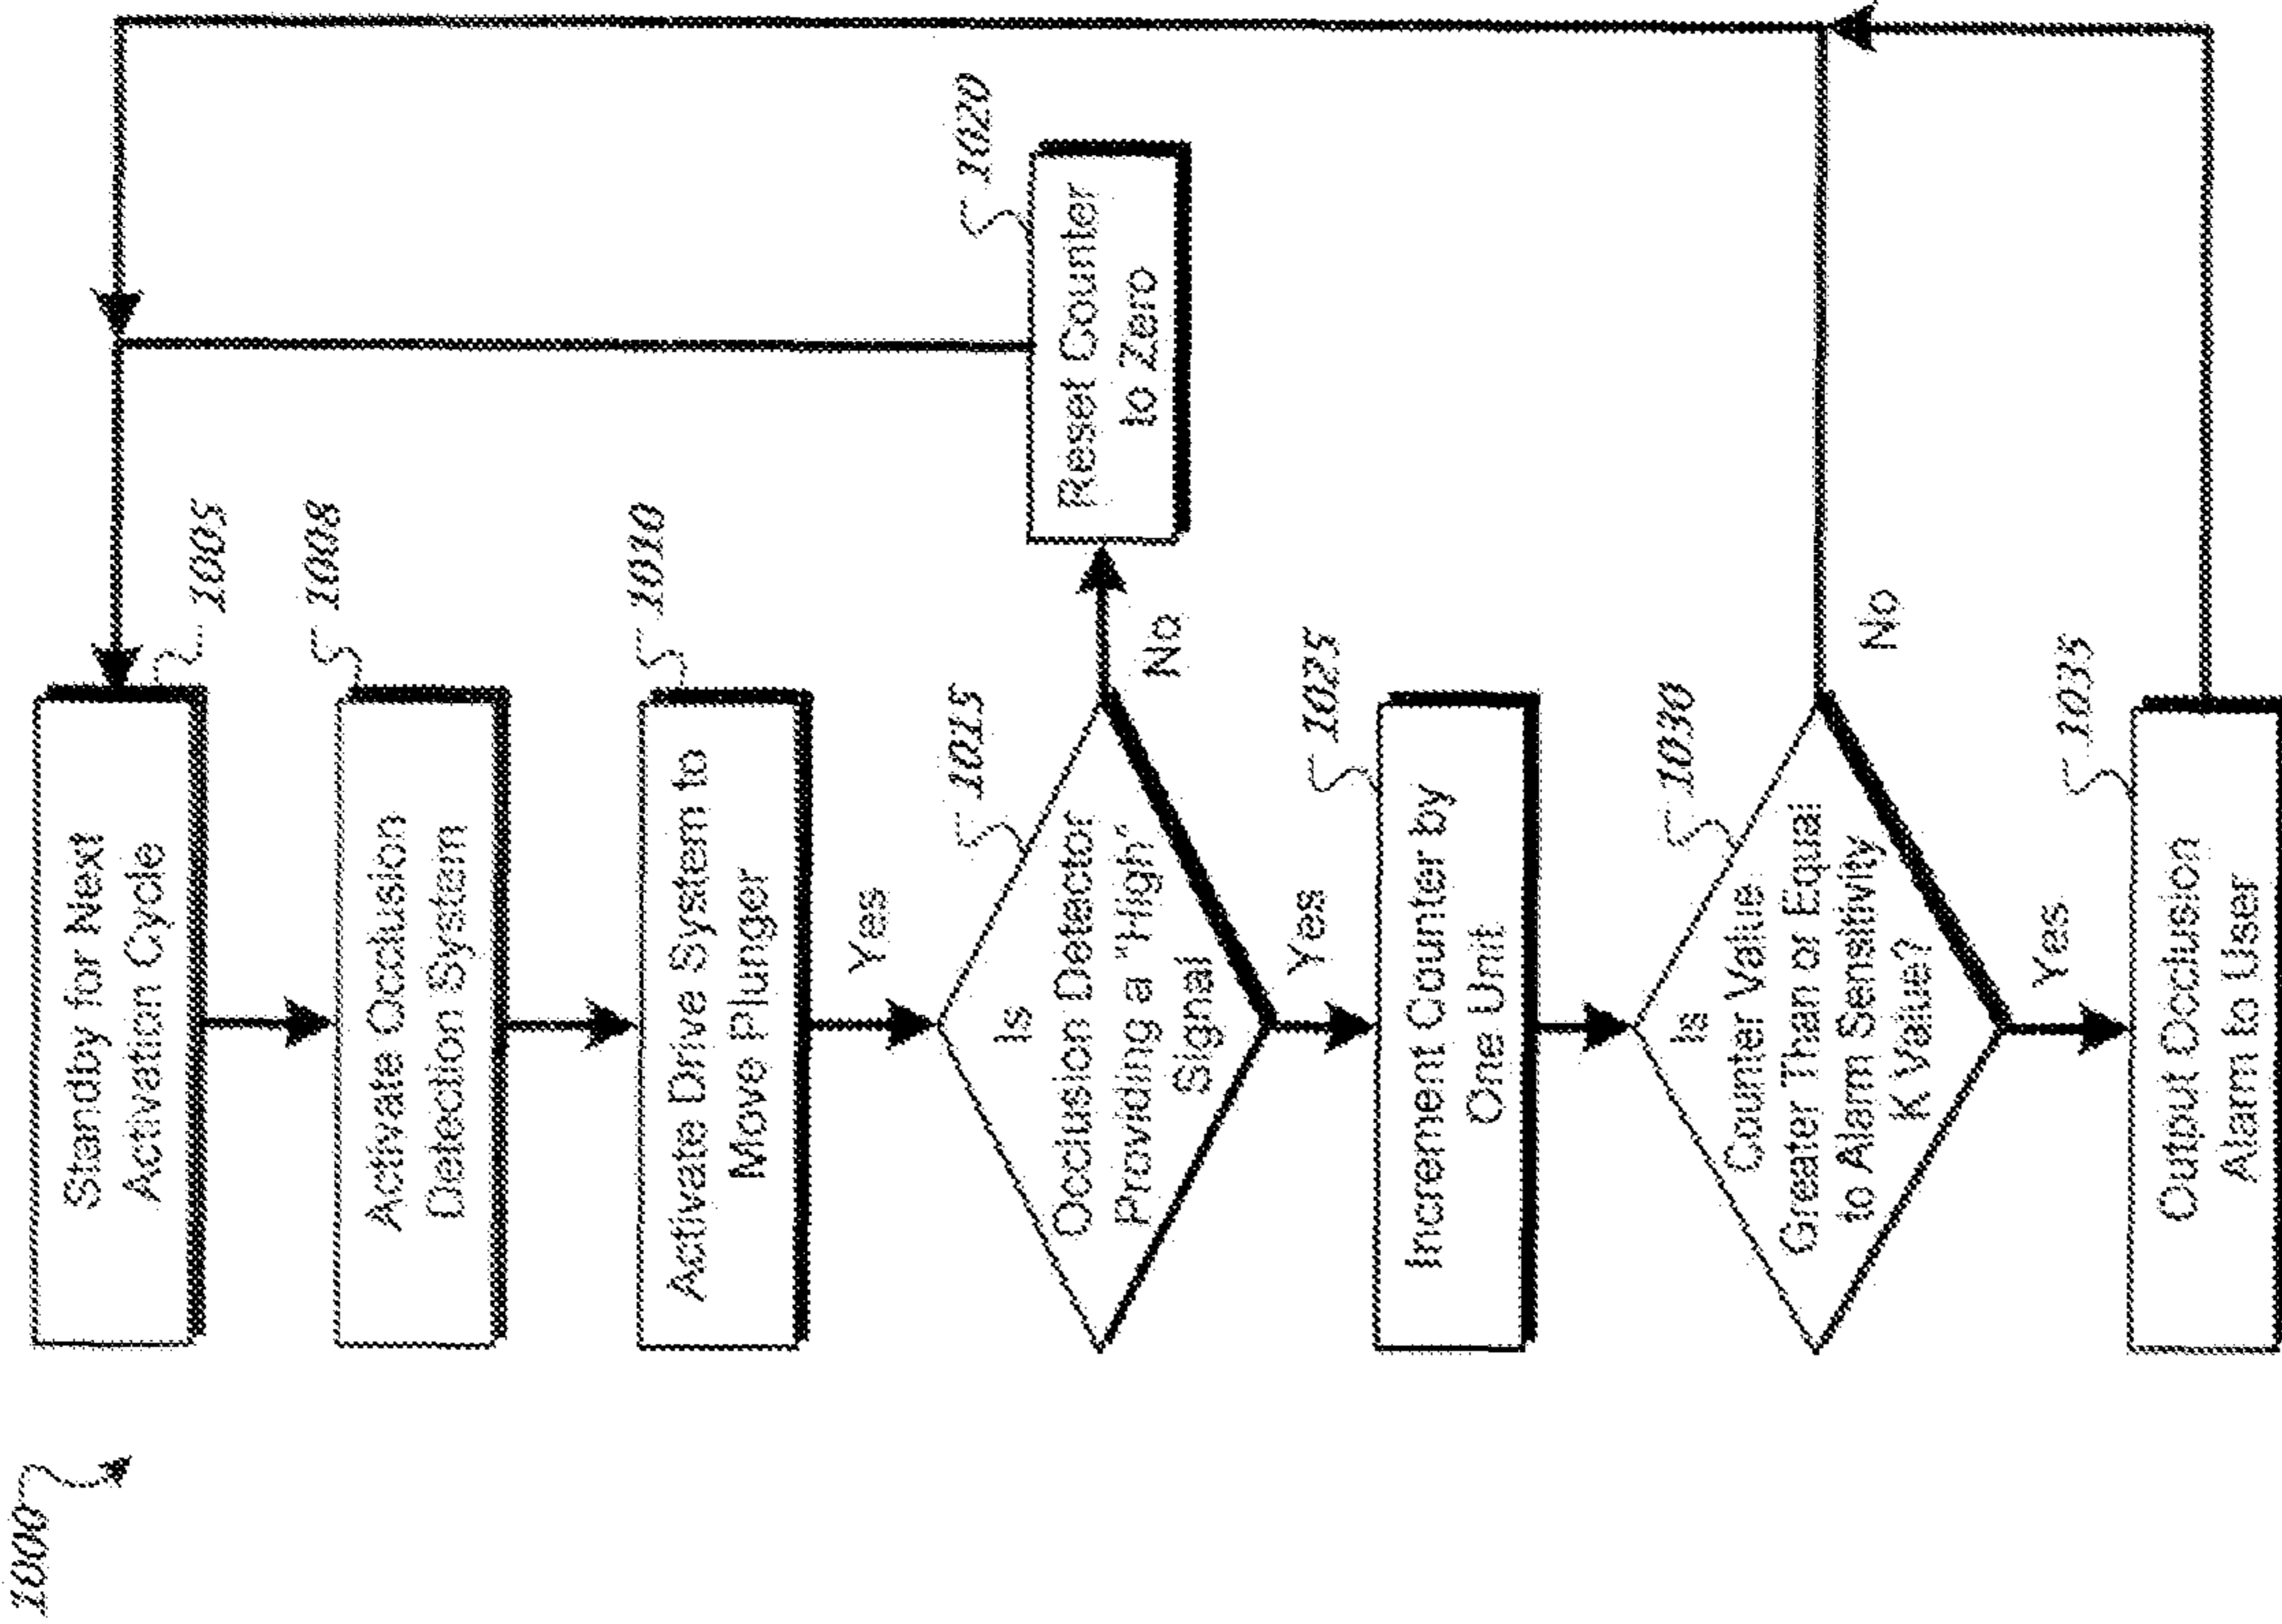 1000
Standby for Next
Activation Cycle
1005
Activate Occlusion
Detection System
1008
Activate Drive System to
Move Plunger
1010
Yes
Is
Occlusion Detector
Providing a "High"
Signal
1015
No
Reset Counter
to Zero
1020
Yes
Increment Counter by
One Unit
1025
Is
Counter Value
Greater Than or Equal
to Alarm Sensitivity
K Value?
1030
No
Yes
Output Occlusion
Alarm to User
1035